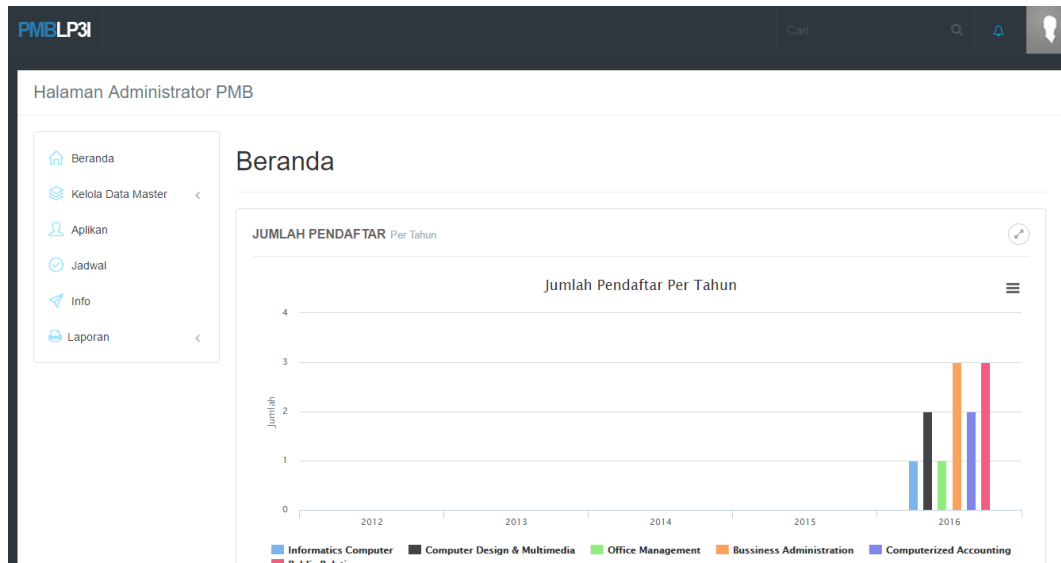 PMBLP3I
Cari
Halaman Administrator PMB
Beranda
Kelola Data Master
Aplikan
Jadwal
Info
Laporan
Beranda
JUMLAH PENDAFTAR Per Tahun
Jumlah Pendaftar Per Tahun
Jumlah
4
3
2
1
0
2012 2013 2014 2015 2016
Informatics Computer Computer Design & Multimedia Office Management Bussiness Administration Computerized Accounting